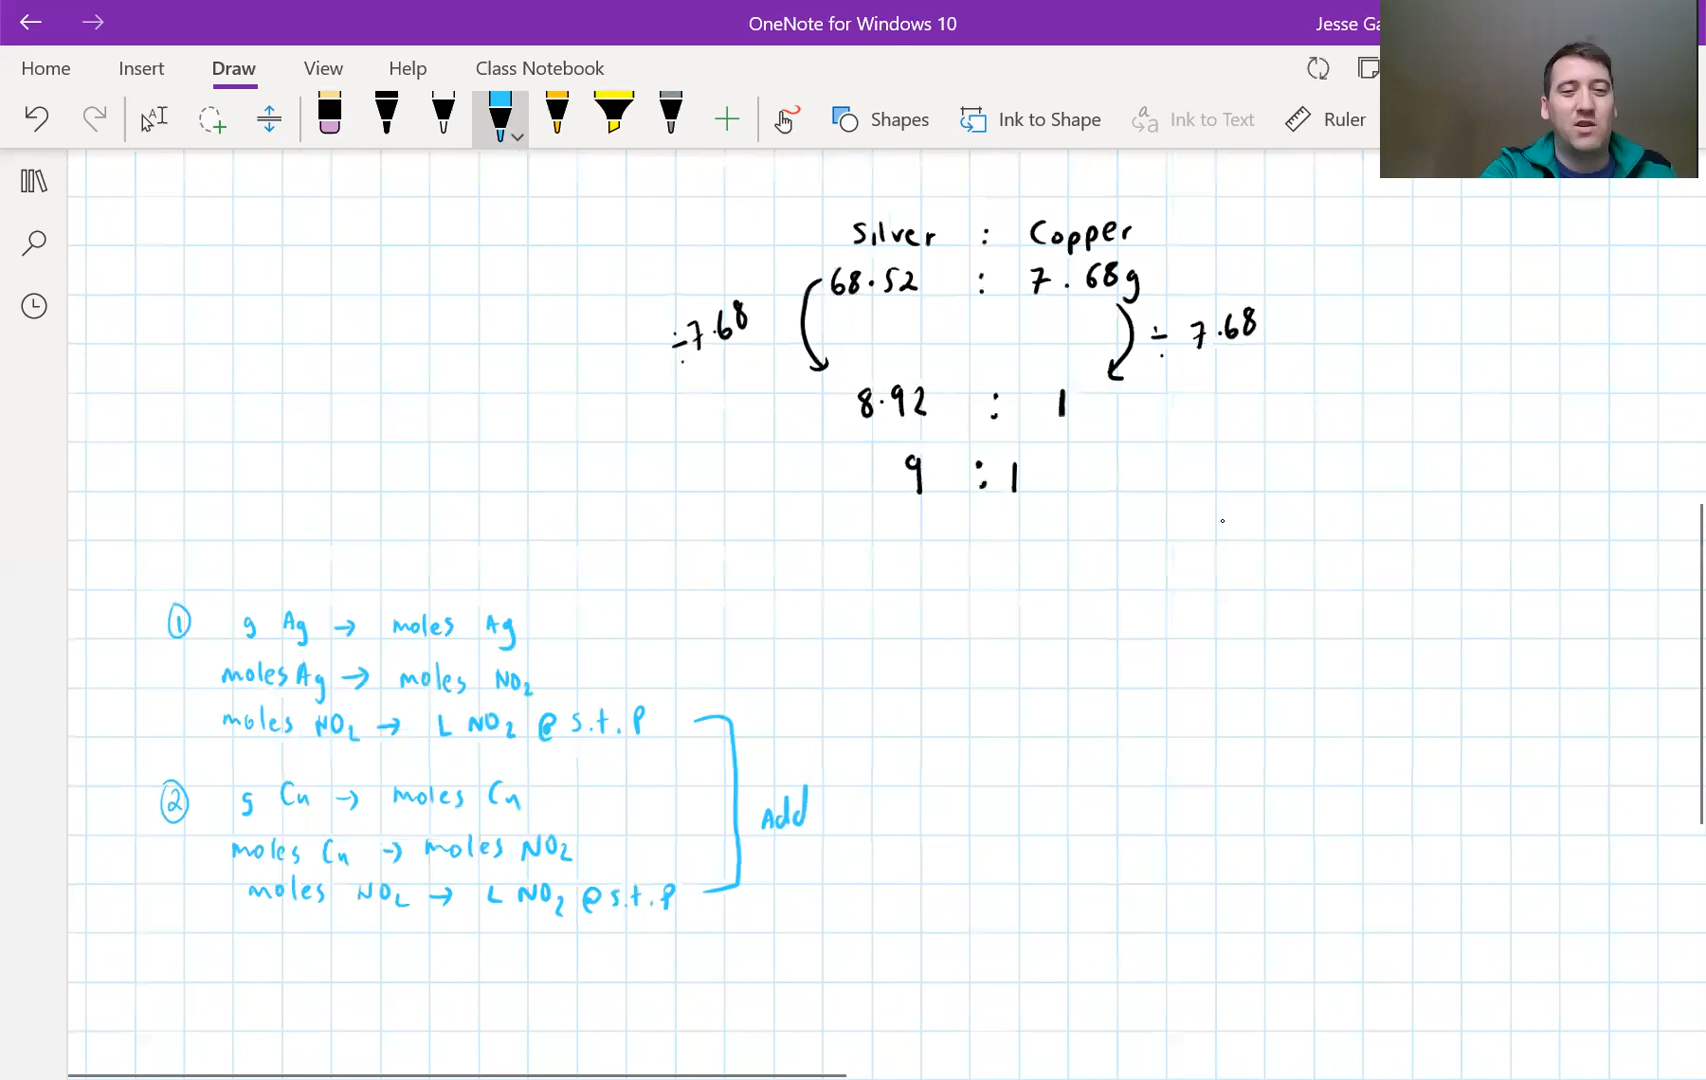 OneNote for Windows 10
Jesse Ga
Home Insert Draw View Help Class Notebook
Shapes Ink to Shape Ink to Text Ruler
Silver : Copper
68.52 : 7.68g
÷7.68 ÷ 7.68
8.92 : 1
9 : 1
① g Ag → moles Ag
moles Ag → moles NO2
moles NO2 → L NO2 @ s.t.p
② g Cu → moles Cu
Add
moles Cu → moles NO2
moles NO2 → L NO2 @ s.t.p